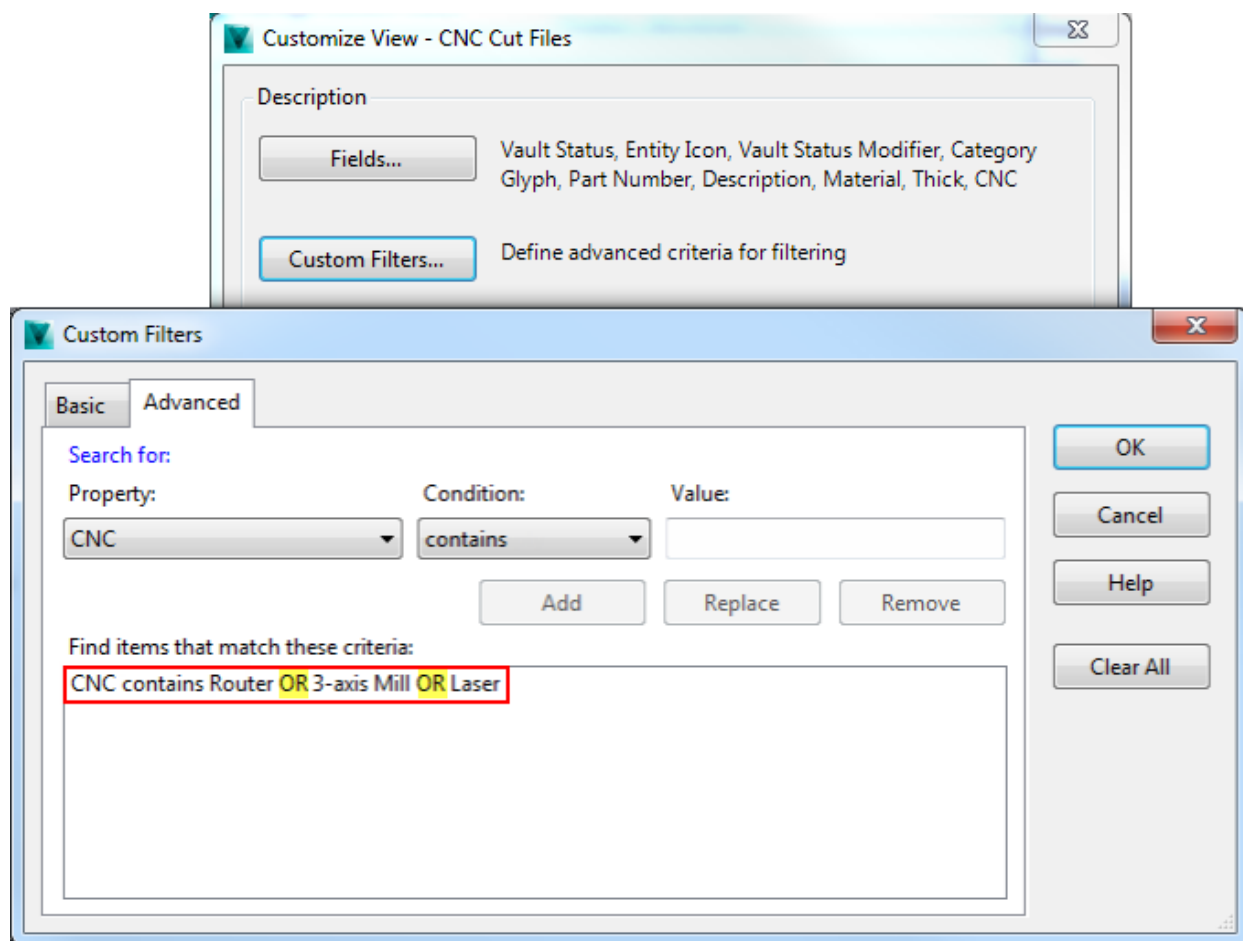 Customize View - CNC Cut Files
Description
Fields...
Vault Status, Entity Icon, Vault Status Modifier, Category
Glyph, Part Number, Description, Material, Thick, CNC
Custom Filters...
Define advanced criteria for filtering
Custom Filters
Basic
Advanced
Search for:
Property:
Condition:
Value:
CNC
contains
Add
Replace
Remove
Find items that match these criteria:
CNC contains Router OR 3-axis Mill OR Laser
OK
Cancel
Help
Clear All